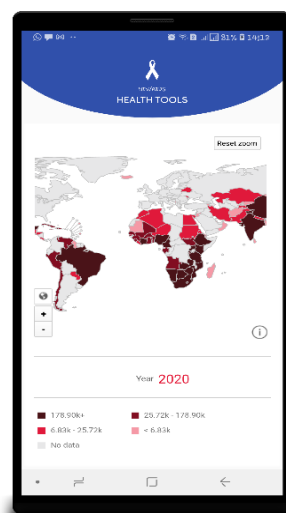 81% 14:12
HIV/AIDS
HEALTH TOOLS
Reset zoom
+
-
i
Year 2020
178.90k+ 25.72k - 178.90k
6.83k - 25.72k < 6.83k
No data